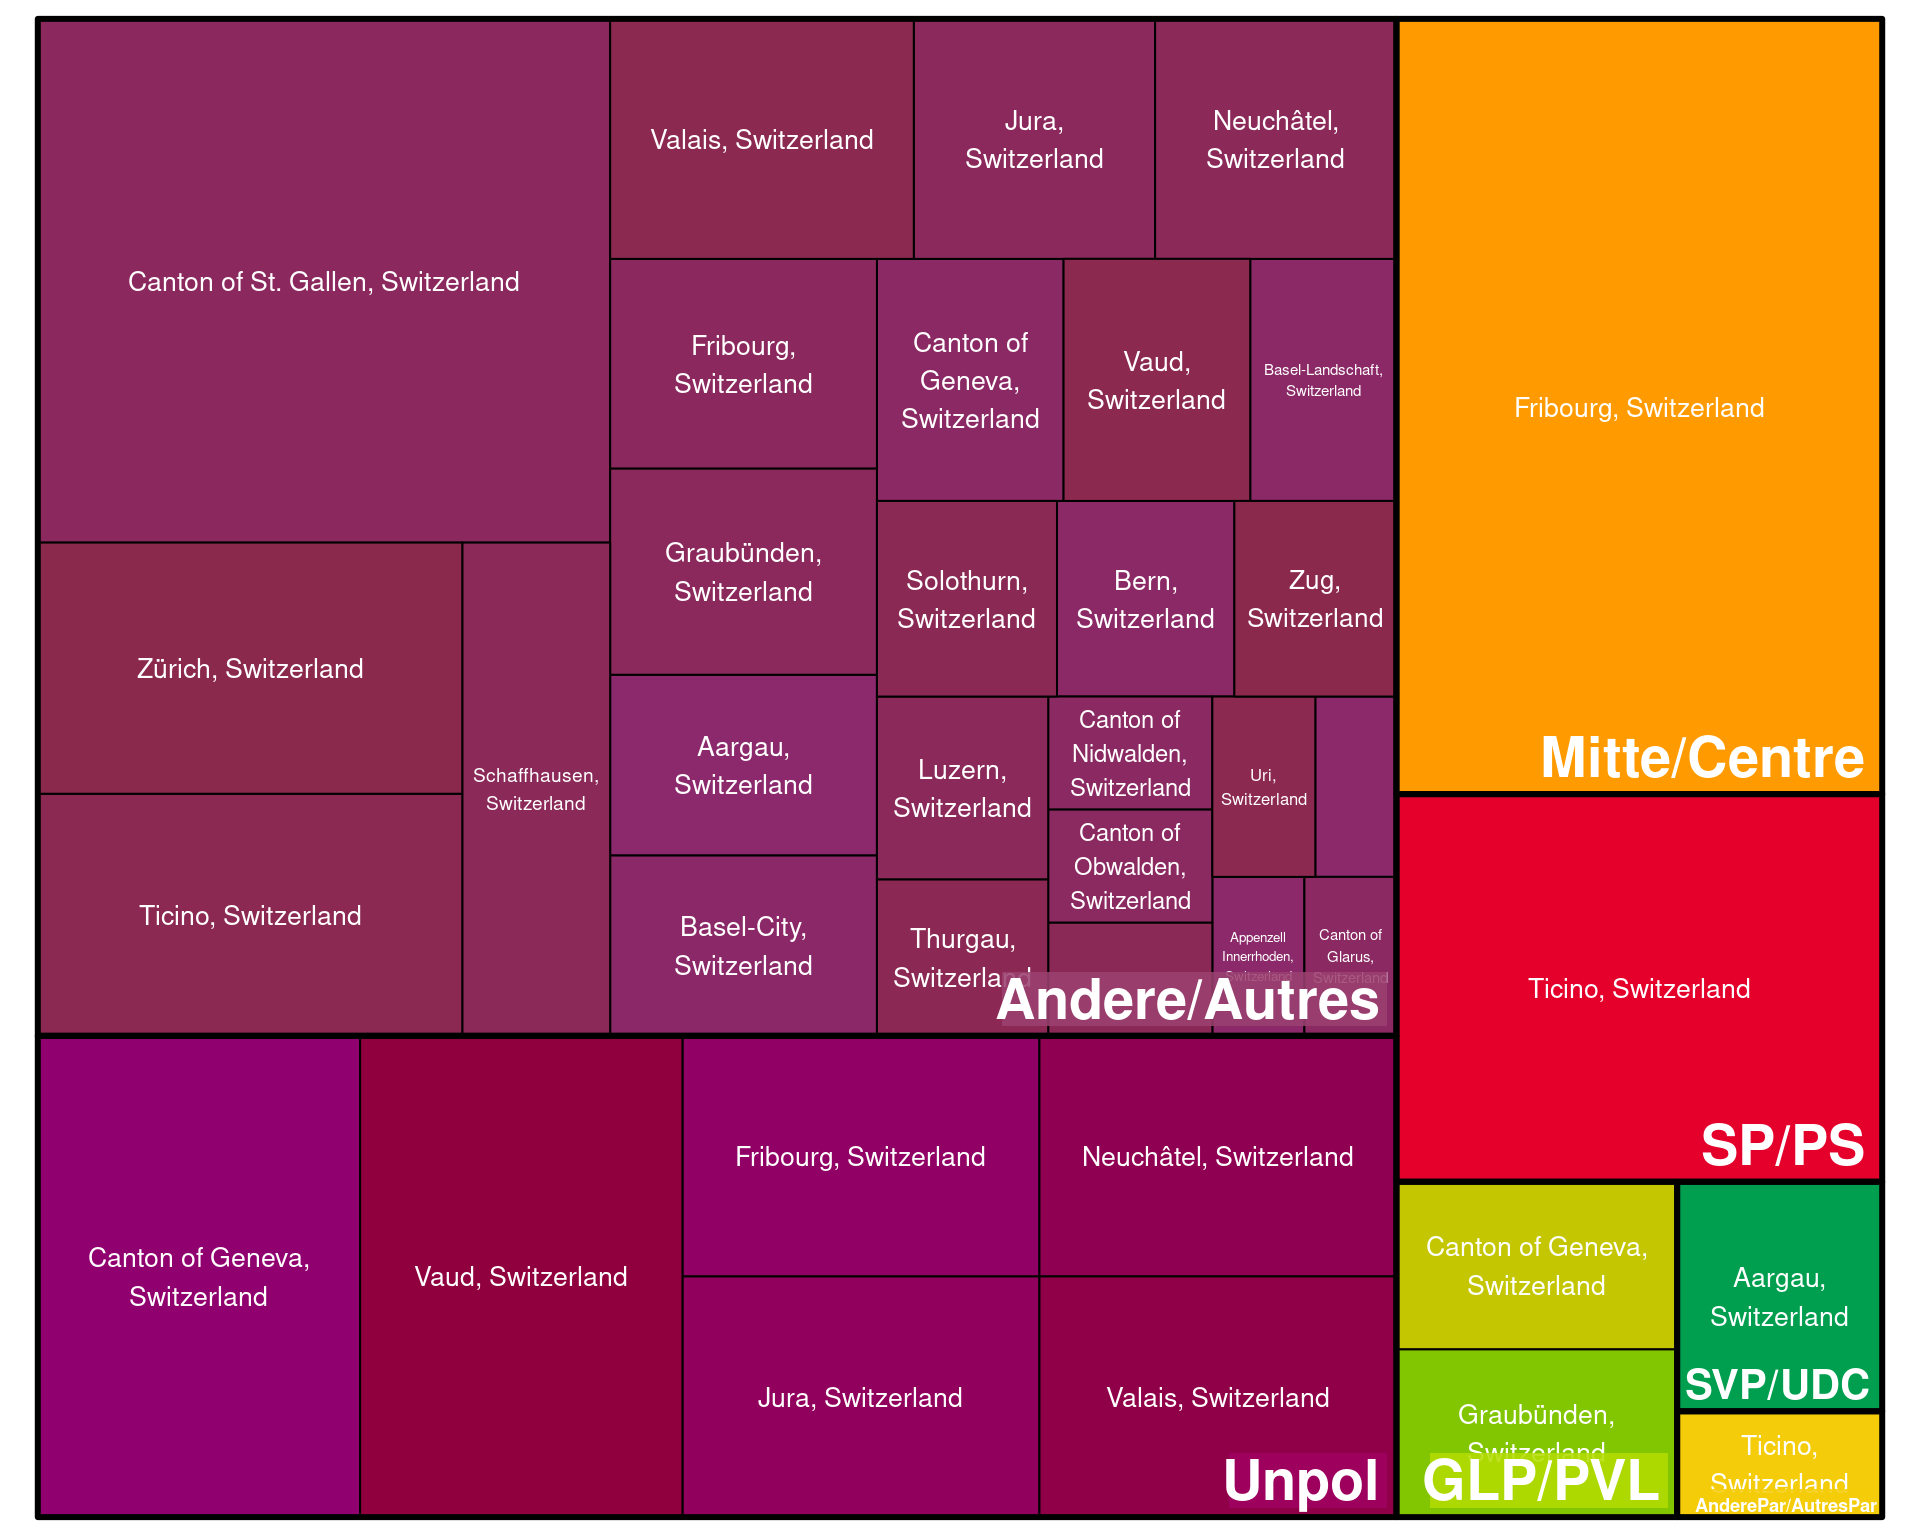 Canton of St. Gallen, Switzerland
Valais, Switzerland
Jura,
Switzerland
Neuchâtel,
Switzerland
Fribourg,
Switzerland
Canton of
Geneva,
Switzerland
Vaud,
Switzerland
Basel-Landschaft,
Switzerland
Graubünden,
Switzerland
Solothurn,
Switzerland
Bern,
Switzerland
Zug,
Switzerland
Zürich, Switzerland
Schaffhausen,
Switzerland
Ticino, Switzerland
Aargau,
Switzerland
Basel-City,
Switzerland
Luzern,
Switzerland
Canton of
Nidwalden,
Switzerland
Canton of
Obwalden,
Switzerland
Uri,
Switzerland
Thurgau,
Switzerland
Appenzell
Innerrhoden,
Switzerland
Canton of
Glarus,
Switzerland
Andere/Autres
Canton of Geneva,
Switzerland
Vaud, Switzerland
Fribourg, Switzerland
Neuchâtel, Switzerland
Jura, Switzerland
Valais, Switzerland
Unpol
Fribourg, Switzerland
Mitte/Centre
Ticino, Switzerland
SP/PS
Canton of Geneva,
Switzerland
Graubünden,
Switzerland
GLP/PVL
Aargau,
Switzerland
SVP/UDC
Ticino,
Switzerland
AnderePar/AutresPar